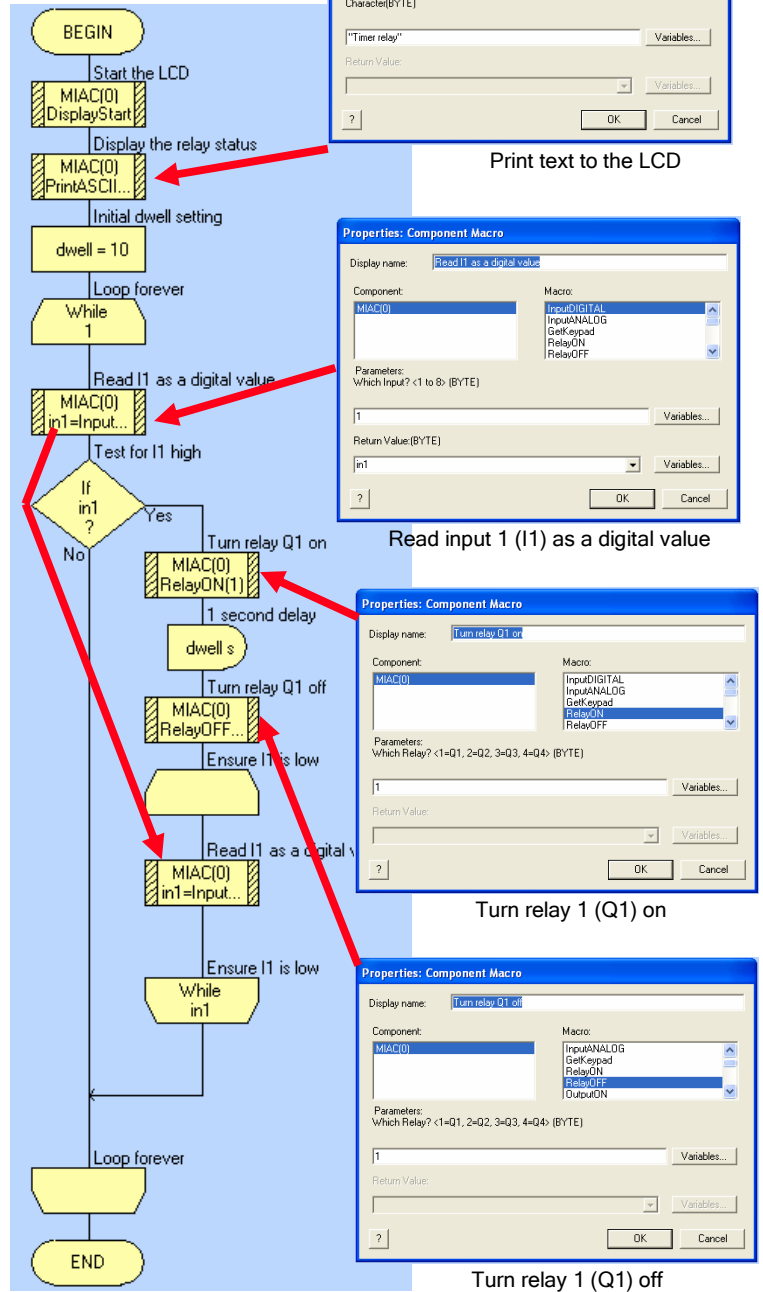 BEGIN
Start the LCD
MIAC(0)
DisplayStart
Display the relay status
MIAC(0)
PrintASCII...
Initial dwell setting
dwell = 10
Loop forever
While
1
Read I1 as a digital value
MIAC(0)
in1=Input...
Test for I1 high
If
in1
?
Yes
No
Turn relay Q1 on
MIAC(0)
RelayON(1)
1 second delay
dwell s
Turn relay Q1 off
MIAC(0)
RelayOFF...
Ensure I1 is low
Read I1 as a digital
MIAC(0)
in1=Input...
Ensure I1 is low
While
in1
Loop forever
END
Character(BYTE)
"Timer relay"
Variables...
Return Value:
Variables...
?
OK
Cancel
Print text to the LCD
Properties: Component Macro
Display name:
Read I1 as a digital value
Component:
Macro:
MIAC(0)
InputDIGITAL
InputANALOG
GetKeypad
RelayON
RelayOFF
Parameters:
Which Input? <1 to 8> (BYTE)
1
Variables...
Return Value:(BYTE)
in1
Variables...
?
OK
Cancel
Read input 1 (I1) as a digital value
Properties: Component Macro
Display name:
Turn relay Q1 on
Component:
Macro:
MIAC(0)
InputDIGITAL
InputANALOG
GetKeypad
RelayON
RelayOFF
Parameters:
Which Relay? <1=Q1, 2=Q2, 3=Q3, 4=Q4> (BYTE)
1
Variables...
Return Value:
Variables...
?
OK
Cancel
Turn relay 1 (Q1) on
Properties: Component Macro
Display name:
Turn relay Q1 off
Component:
Macro:
MIAC(0)
InputANALOG
GetKeypad
RelayON
RelayOFF
OutputON
Parameters:
Which Relay? <1=Q1, 2=Q2, 3=Q3, 4=Q4> (BYTE)
1
Variables...
Return Value:
Variables...
?
OK
Cancel
Turn relay 1 (Q1) off